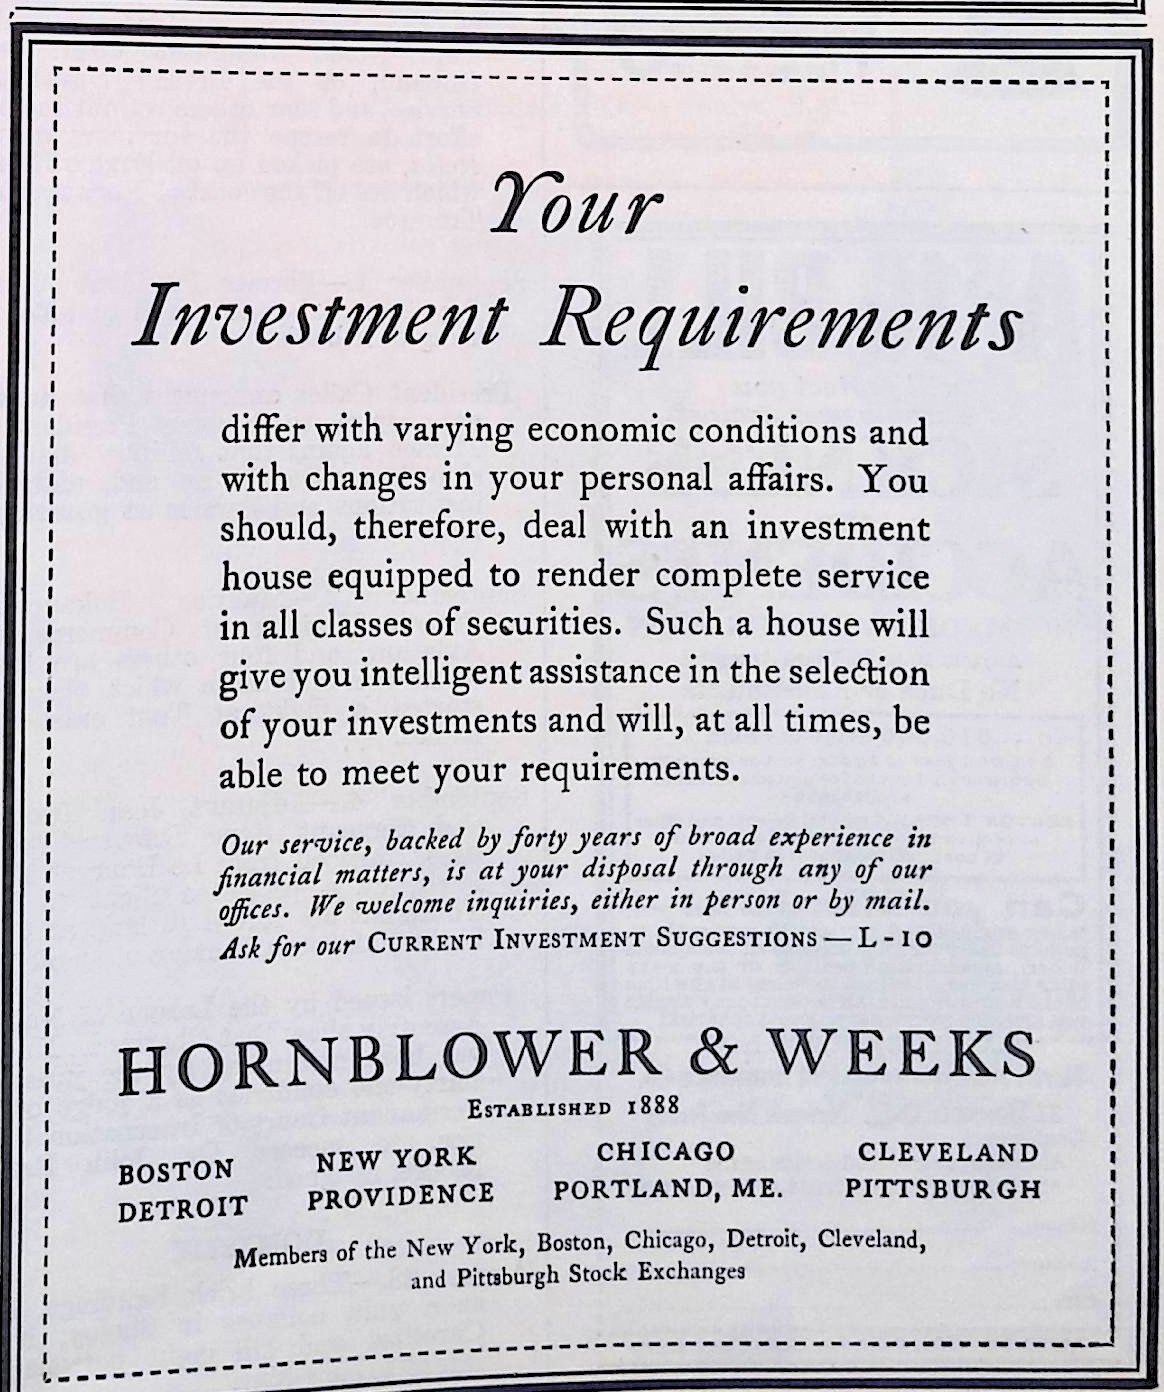 Your
Investment Requirements
differ with varying economic conditions and
with changes in your personal affairs. You
should, therefore, deal with an investment
house equipped to render complete service
in all classes of securities. Such a house will
give you intelligent assistance in the selection
of your investments and will, at all times, be
able to meet your requirements.
Our service, backed by forty years of broad experience in
financial matters, is at your disposal through any of our
offices. We welcome inquiries, either in person or by mail.
Ask for our CURRENT INVESTMENT SUGGESTIONS — L-10
HORNBLOWER & WEEKS
ESTABLISHED 1888
BOSTON NEW YORK CHICAGO CLEVELAND
DETROIT PROVIDENCE PORTLAND, ME. PITTSBURGH
Members of the New York, Boston, Chicago, Detroit, Cleveland,
and Pittsburgh Stock Exchanges